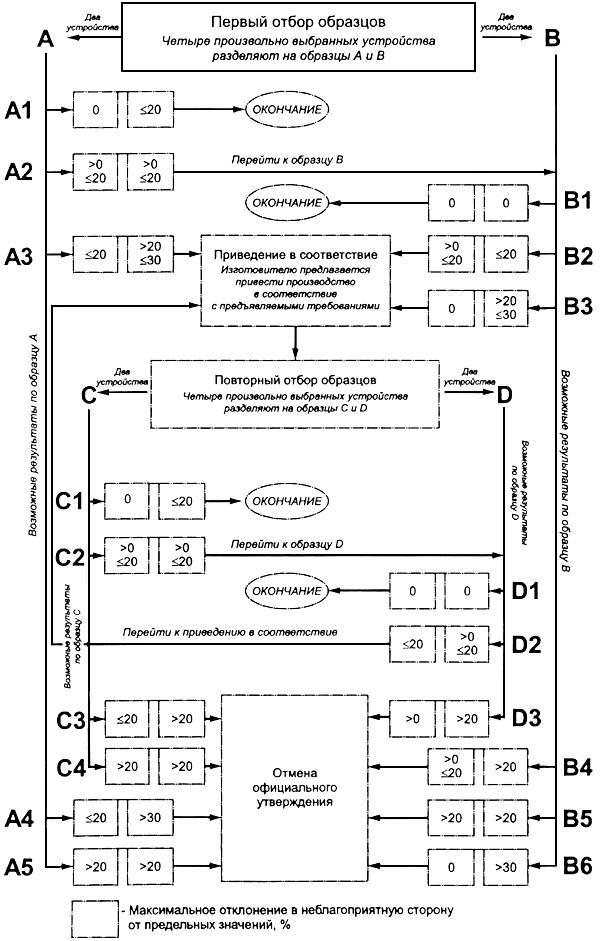 Первый отбор образцов
Четыре произвольно выбранных устройства
разделяют на образцы А и В
Два
устройства
Два
устройства
A
B
A1
0
≤20
ОКОНЧАНИЕ
A2
>0
≤20
>0
≤20
Перейти к образцу В
ОКОНЧАНИЕ
0
0
B1
A3
≤20
>20
≤30
Приведение в соответствие
Изготовителю предлагается
привести производство
в соответствие
с предъявляемыми требованиями
>0
≤20
≤20
B2
0
>20
≤30
B3
Возможные результаты по образцу А
Возможные результаты по образцу В
Два
устройства
Два
устройства
C
D
Повторный отбор образцов
Четыре произвольно выбранных устройства
разделяют на образцы С и D
Возможные результаты
по образцу D
C1
0
≤20
ОКОНЧАНИЕ
C2
>0
≤20
>0
≤20
Перейти к образцу D
ОКОНЧАНИЕ
0
0
D1
Возможные результаты
по образцу С
Перейти к приведению в соответствие
≤20
>0
≤20
D2
C3
≤20
>20
Отмена
официального
утверждения
>0
>20
D3
C4
>20
>20
>0
≤20
>20
B4
A4
≤20
>30
>20
>20
B5
A5
>20
>20
0
>30
B6
- Максимальное отклонение в неблагоприятную сторону
от предельных значений, %